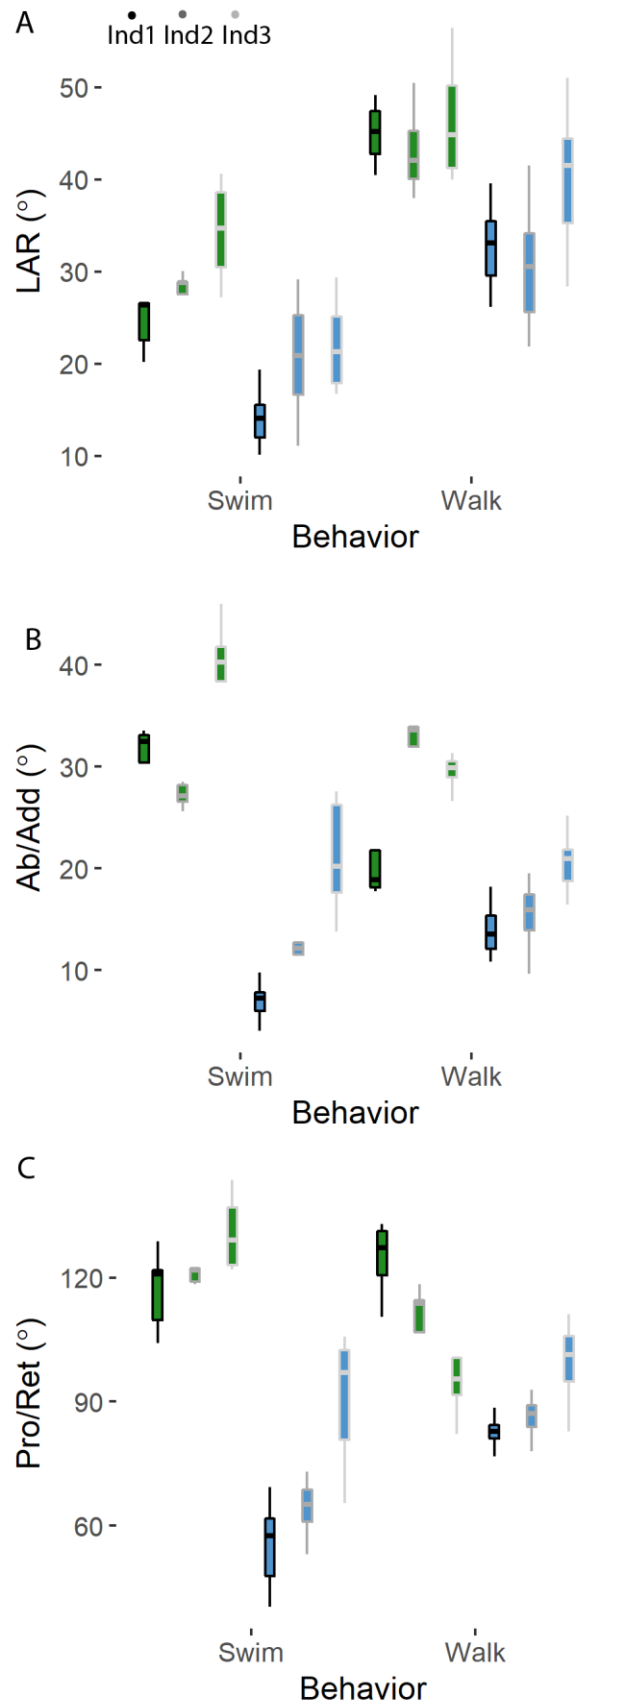 A
Ind1 Ind2 Ind3
LAR (°)
50
40
30
20
10
Swim Walk
Behavior
B
Ab/Add (°)
40
30
20
10
Swim Walk
Behavior
C
Pro/Ret (°)
120
90
60
Swim Walk
Behavior